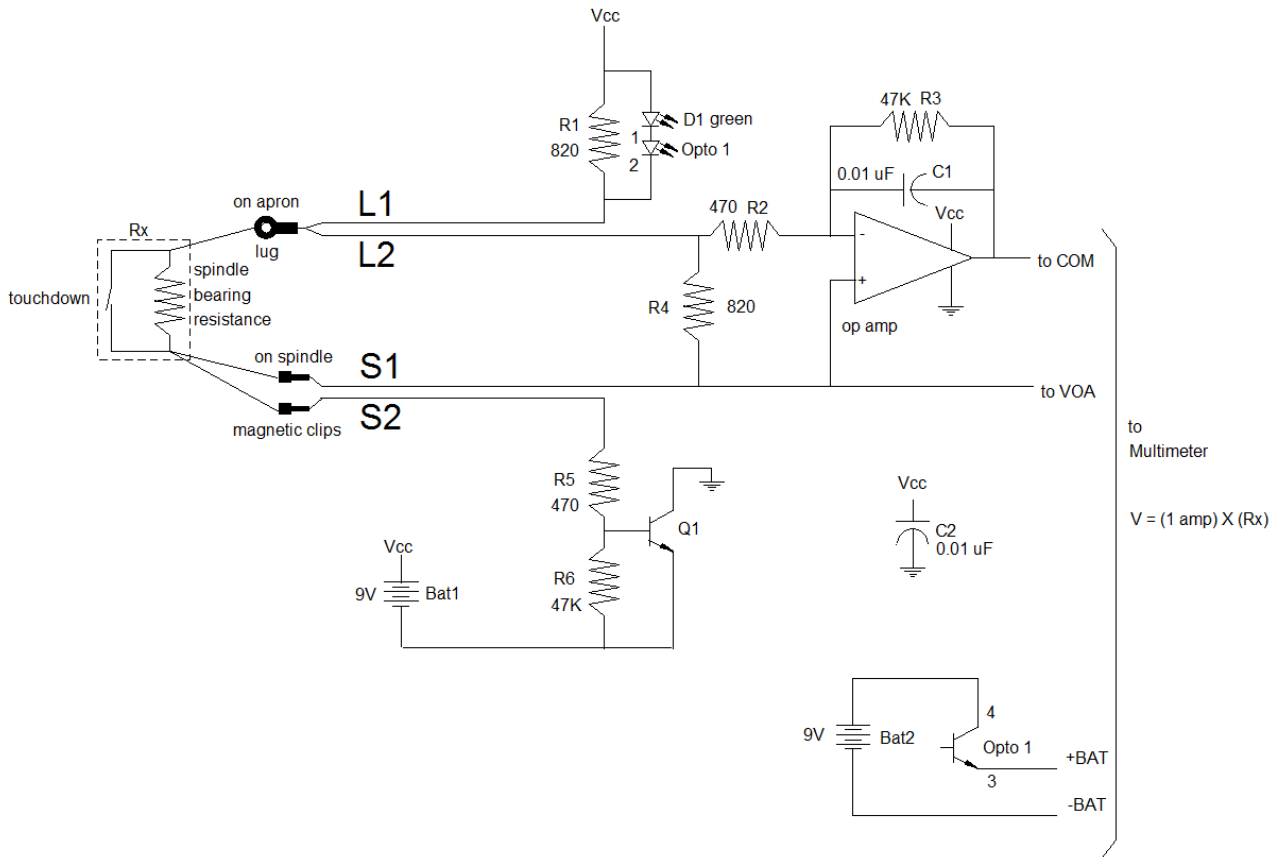 Vcc
R1
820
1
2
D1 green
Opto 1
47K R3
0.01 uF
C1
Vcc
on apron
L1
470 R2
-
Rx
lug
L2
to COM
touchdown
spindle
bearing
resistance
R4
820
+
op amp
on spindle
S1
to VOA
magnetic clips
S2
to
Multimeter
R5
470
Q1
Vcc
C2
0.01 uF
V = (1 amp) X (Rx)
Vcc
9V
Bat1
R6
47K
9V
Bat2
4
Opto 1
3
+BAT
-BAT